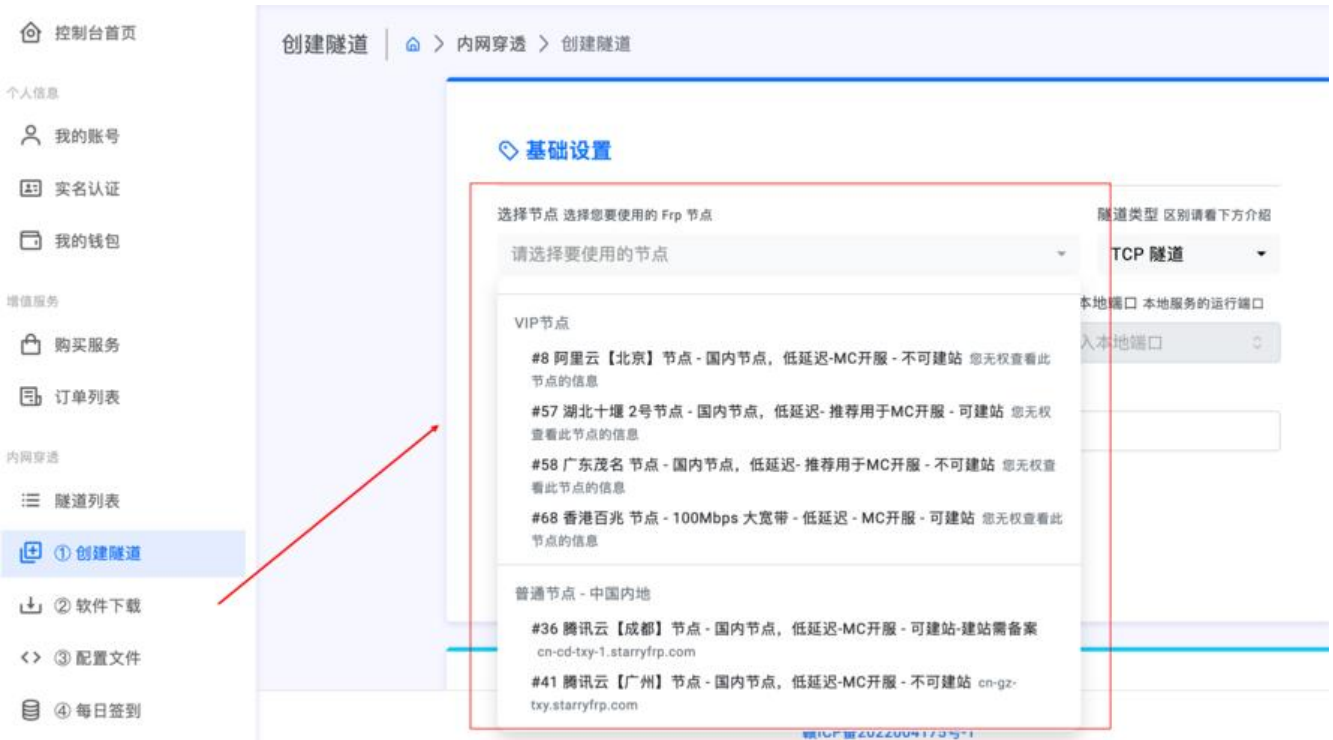 控制台首页
个人信息
我的账号
实名认证
我的钱包
增值服务
购买服务
订单列表
内网穿透
隧道列表
① 创建隧道
② 软件下载
③ 配置文件
④ 每日签到
创建隧道
内网穿透 > 创建隧道
基础设置
选择节点 选择您要使用的 Frp 节点
请选择要使用的节点
隧道类型 区别请看下方介绍
TCP 隧道
本地端口 本地服务的运行端口
入本地端口
VIP节点
#8 阿里云【北京】节点 - 国内节点，低延迟-MC开服 - 不可建站 您无权查看此
节点的信息
#57 湖北十堰 2号节点 - 国内节点，低延迟- 推荐用于MC开服 - 可建站 您无权
查看此节点的信息
#58 广东茂名 节点 - 国内节点，低延迟- 推荐用于MC开服 - 不可建站 您无权查
看此节点的信息
#68 香港百兆 节点 - 100Mbps 大宽带 - 低延迟 - MC开服 - 可建站 您无权查看此
节点的信息
普通节点 - 中国内地
#36 腾讯云【成都】节点 - 国内节点，低延迟-MC开服 - 可建站-建站需备案
cn-cd-txy-1.starryfrp.com
#41 腾讯云【广州】节点 - 国内节点，低延迟-MC开服 - 不可建站 cn-gz-
txy.starryfrp.com
赣ICP备2022004175号-1